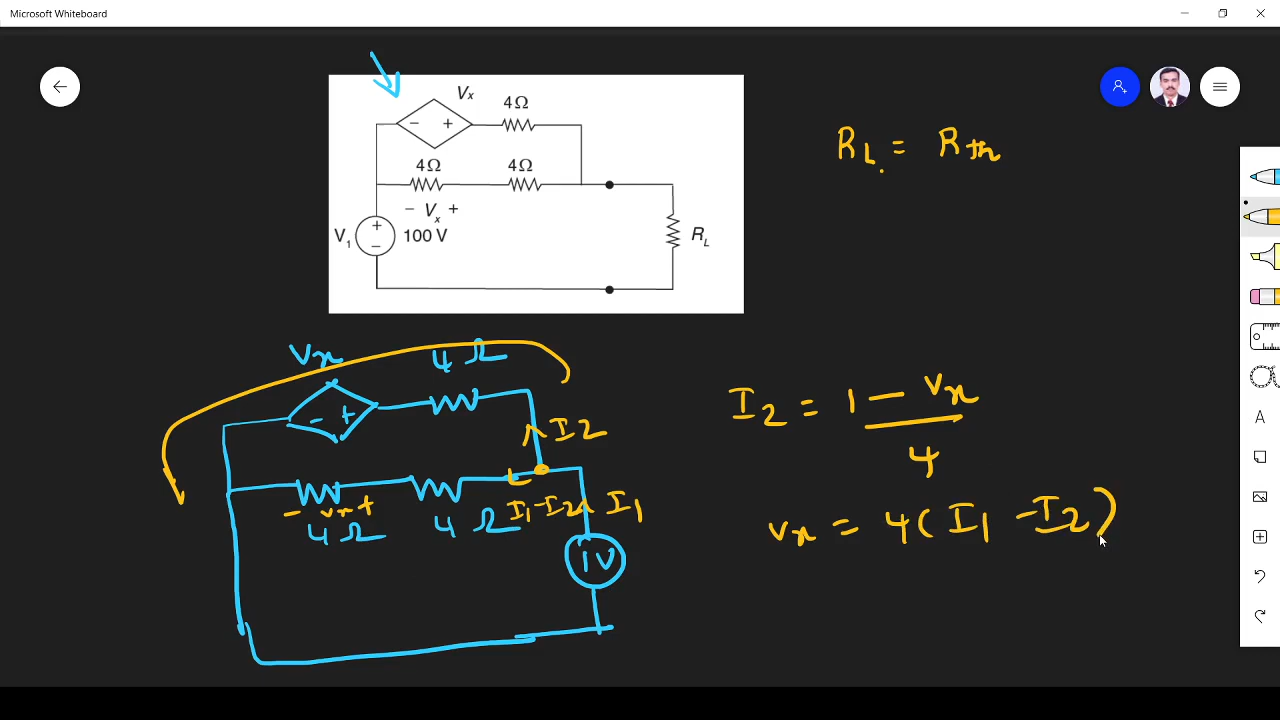 Microsoft Whiteboard
Vx
4Ω
4Ω 4Ω
− Vx +
V1 + − 100 V
RL
RL = Rth
Vx 4 Ω
− +
− Vx +
4 Ω 4 Ω I1-I2 I1
I2
1V
I2 = 1 − Vx / 4
Vx = 4( I1 − I2 )
A